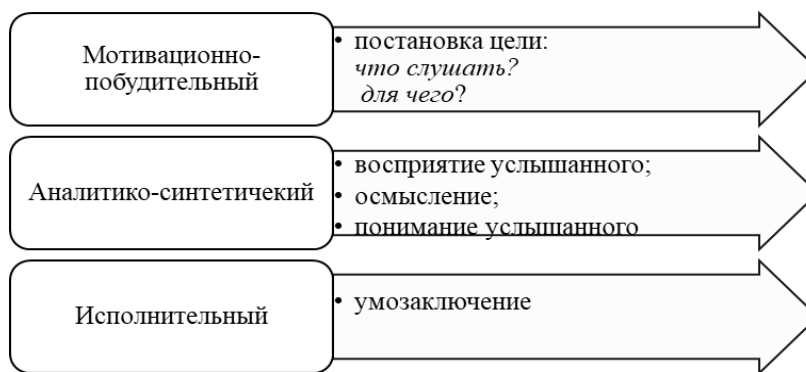 Мотивационно-
побудительный
• постановка цели:
что слушать?
для чего?
Аналитико-синтетичекий
• восприятие услышанного;
• осмысление;
• понимание услышанного
Исполнительный
• умозаключение